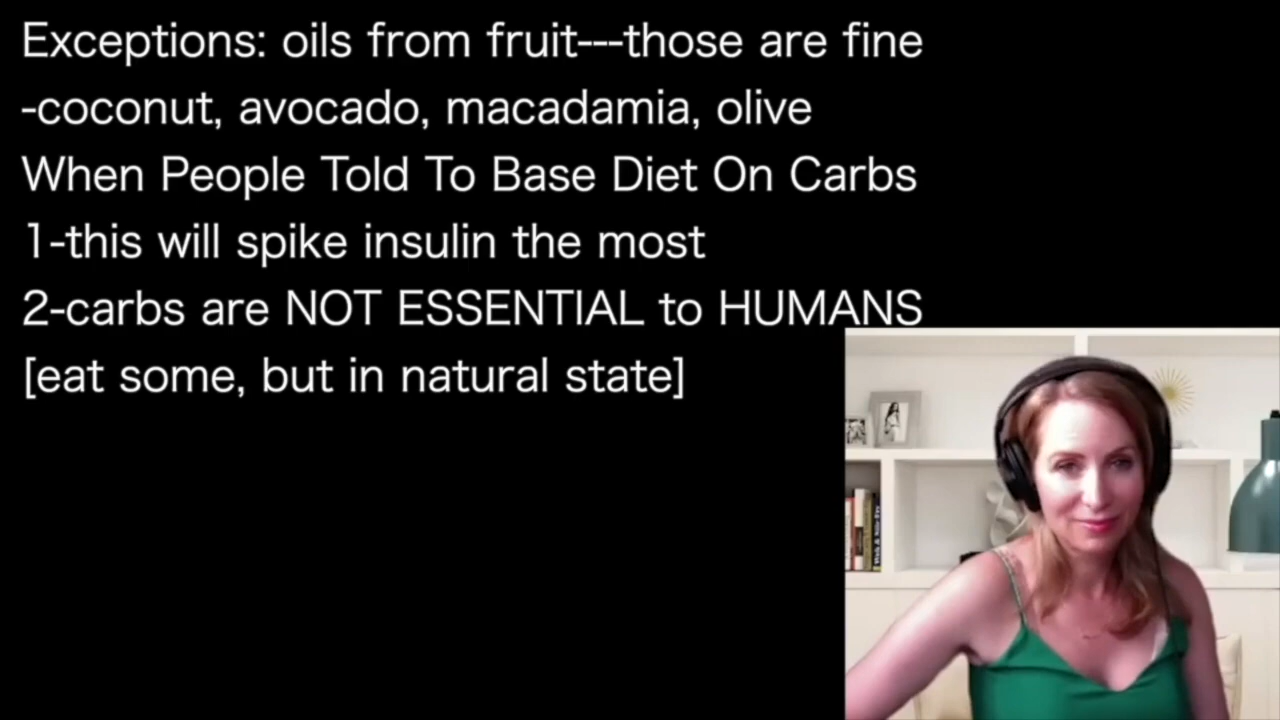 Exceptions: oils from fruit---those are fine
-coconut, avocado, macadamia, olive
When People Told To Base Diet On Carbs
1-this will spike insulin the most
2-carbs are NOT ESSENTIAL to HUMANS
[eat some, but in natural state]